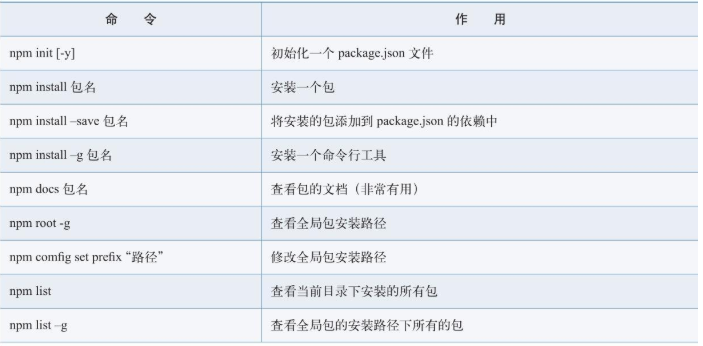 命 令 作 用
npm init [-y] 初始化一个 package.json 文件
npm install 包名 安装一个包
npm install –save 包名 将安装的包添加到 package.json 的依赖中
npm install –g 包名 安装一个命令行工具
npm docs 包名 查看包的文档（非常有用）
npm root -g 查看全局包安装路径
npm comfig set prefix “路径” 修改全局包安装路径
npm list 查看当前目录下安装的所有包
npm list –g 查看全局包的安装路径下所有的包